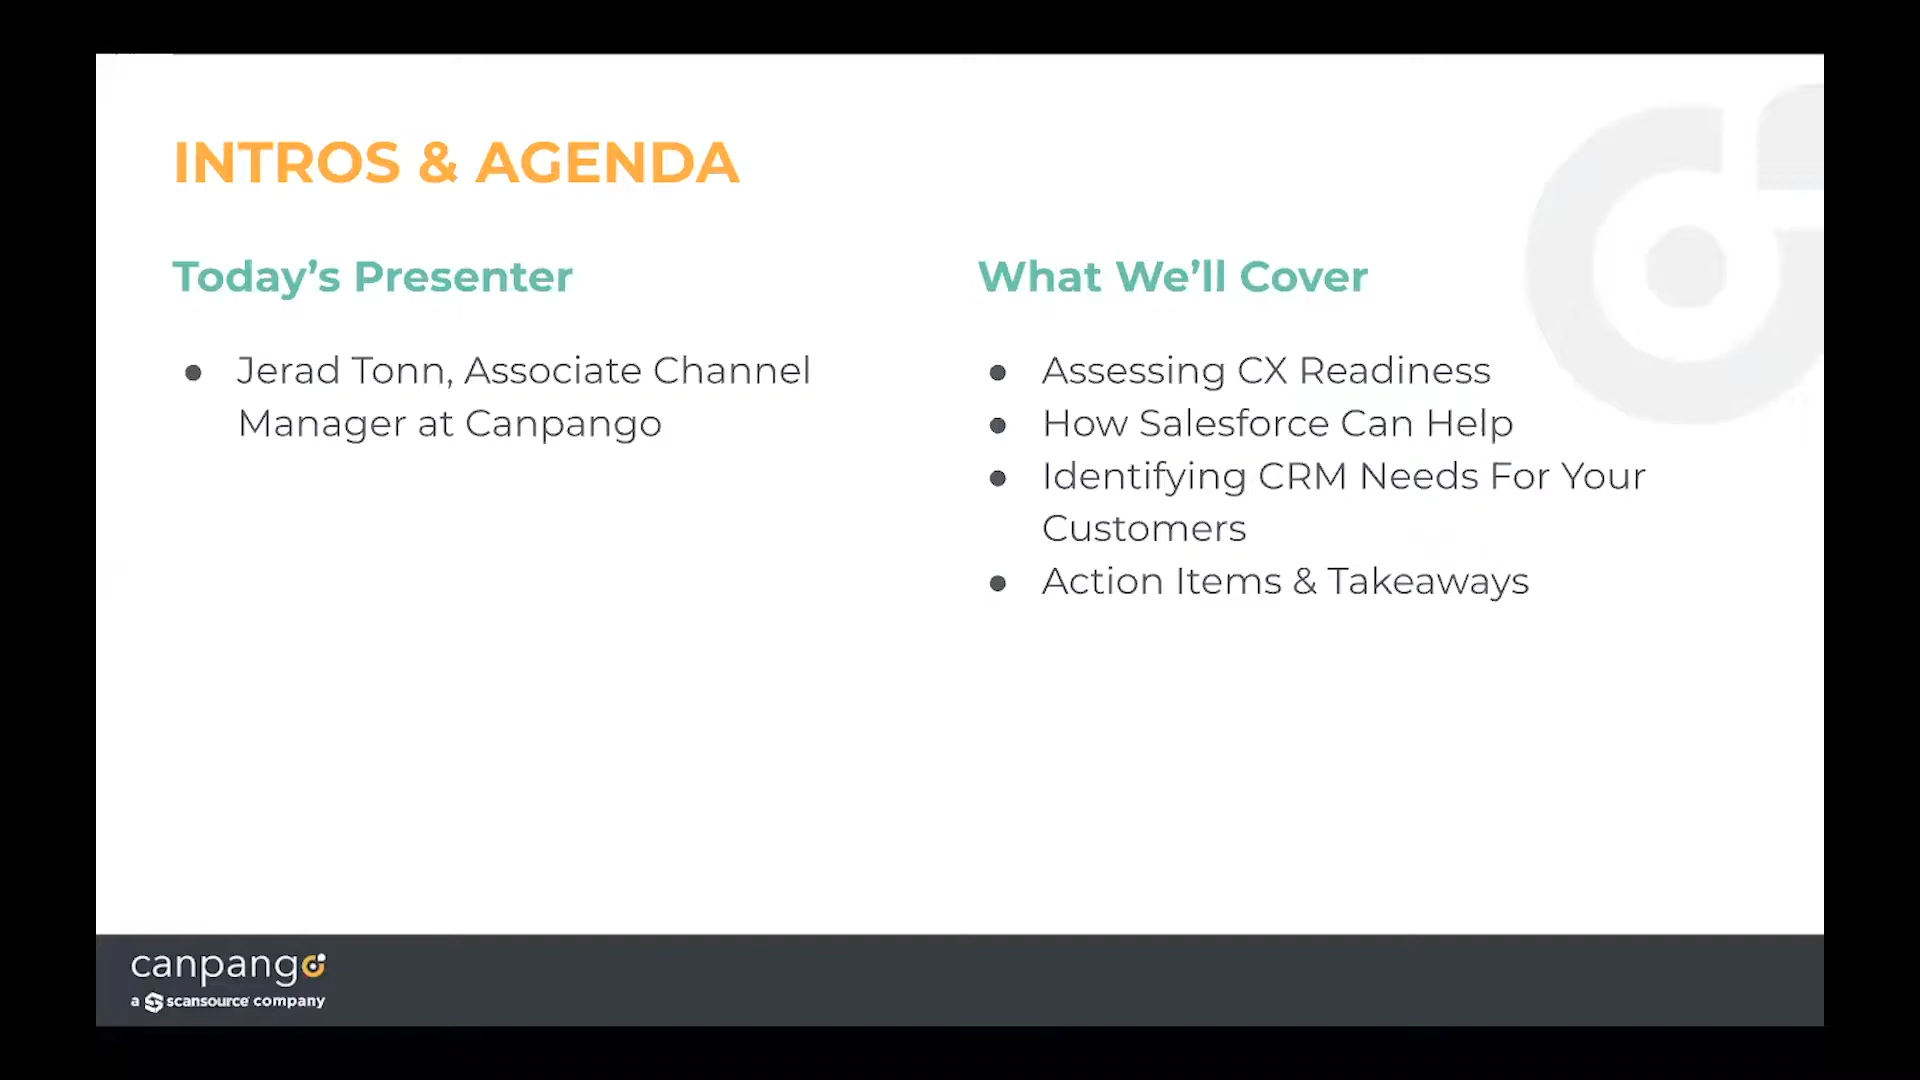 INTROS & AGENDA
Today’s Presenter
● Jerad Tonn, Associate Channel
Manager at Canpango
What We’ll Cover
● Assessing CX Readiness
● How Salesforce Can Help
● Identifying CRM Needs For Your
Customers
● Action Items & Takeaways
canpango
a scansource company